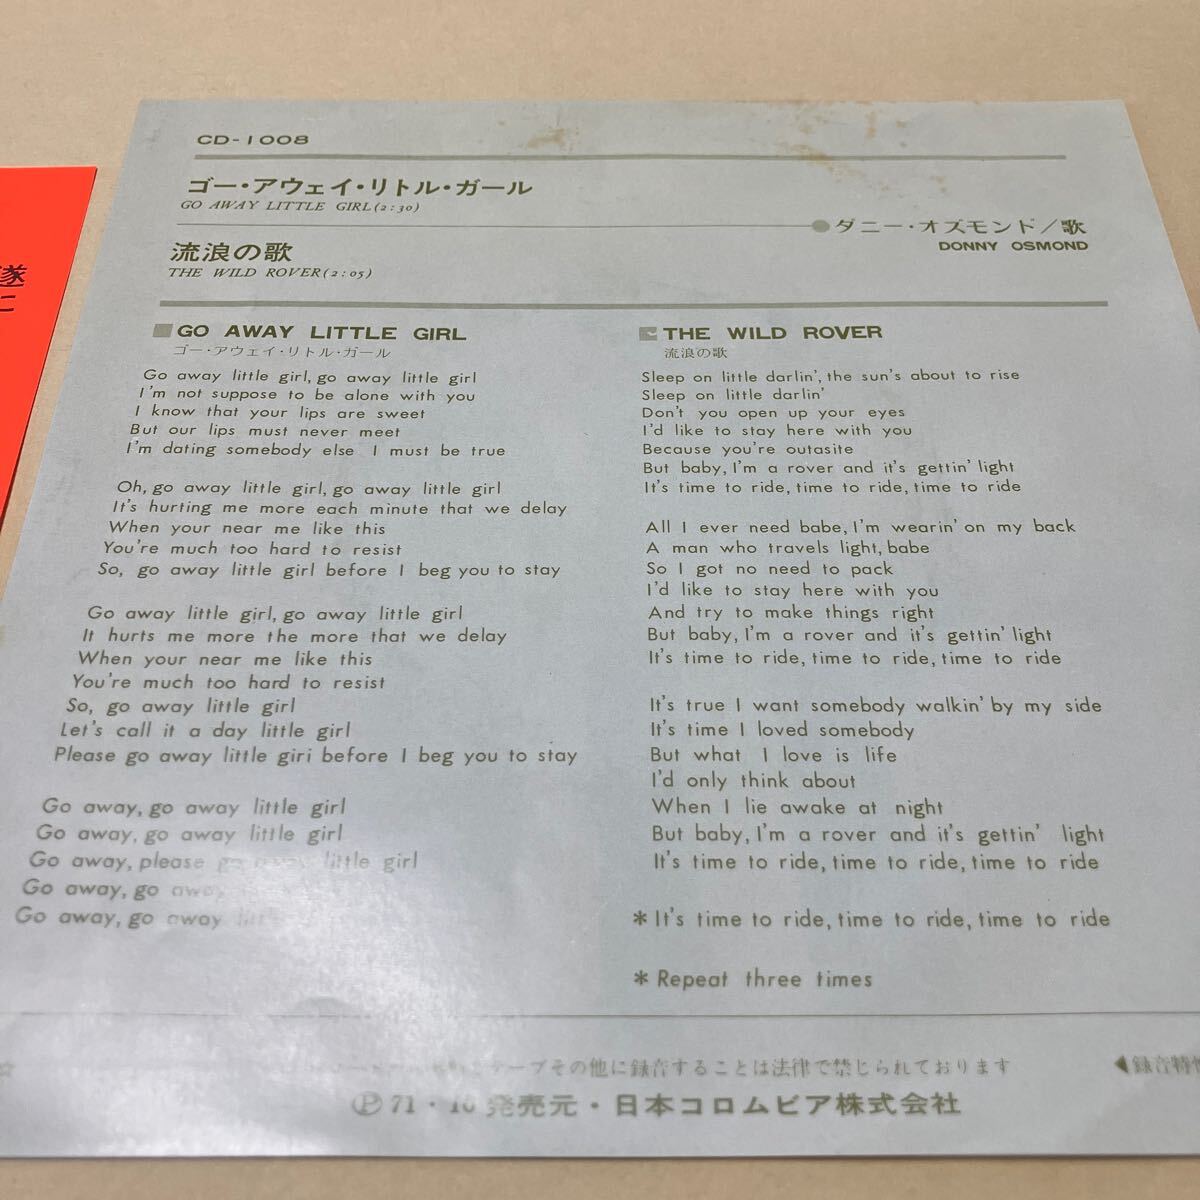 遂
に
CD-1008
ゴー・アウェイ・リトル・ガール
GO AWAY LITTLE GIRL (2:30)
●ダニー・オズモンド／歌
DONNY OSMOND
流浪の歌
THE WILD ROVER (2:05)
GO AWAY LITTLE GIRL
ゴー・アウェイ・リトル・ガール
Go away little girl, go away little girl
I'm not suppose to be alone with you
I know that your lips are sweet
But our lips must never meet
I'm dating somebody else I must be true
Oh, go away little girl, go away little girl
It's hurting me more each minute that we delay
When your near me like this
You're much too hard to resist
So, go away little girl before I beg you to stay
Go away little girl, go away little girl
It hurts me more the more that we delay
When your near me like this
You're much too hard to resist
So, go away little girl
Let's call it a day little girl
Please go away little giri before I beg you to stay
Go away, go away little girl
Go away, go away little girl
Go away, please go away little girl
Go away, go away
Go away, go away
THE WILD ROVER
流浪の歌
Sleep on little darlin', the sun's about to rise
Sleep on little darlin'
Don't you open up your eyes
I'd like to stay here with you
Because you're outasite
But baby, I'm a rover and it's gettin' light
It's time to ride, time to ride, time to ride
All I ever need babe, I'm wearin' on my back
A man who travels light, babe
So I got no need to pack
I'd like to stay here with you
And try to make things right
But baby, I'm a rover and it's gettin' light
It's time to ride, time to ride, time to ride
It's true I want somebody walkin' by my side
It's time I loved somebody
But what I love is life
I'd only think about
When I lie awake at night
But baby, I'm a rover and it's gettin' light
It's time to ride, time to ride, time to ride
* It's time to ride, time to ride, time to ride
* Repeat three times
☆
テープその他に録音することは法律で禁じられております
◀録音特
Ⓟ71・10 発売元・日本コロムビア株式会社